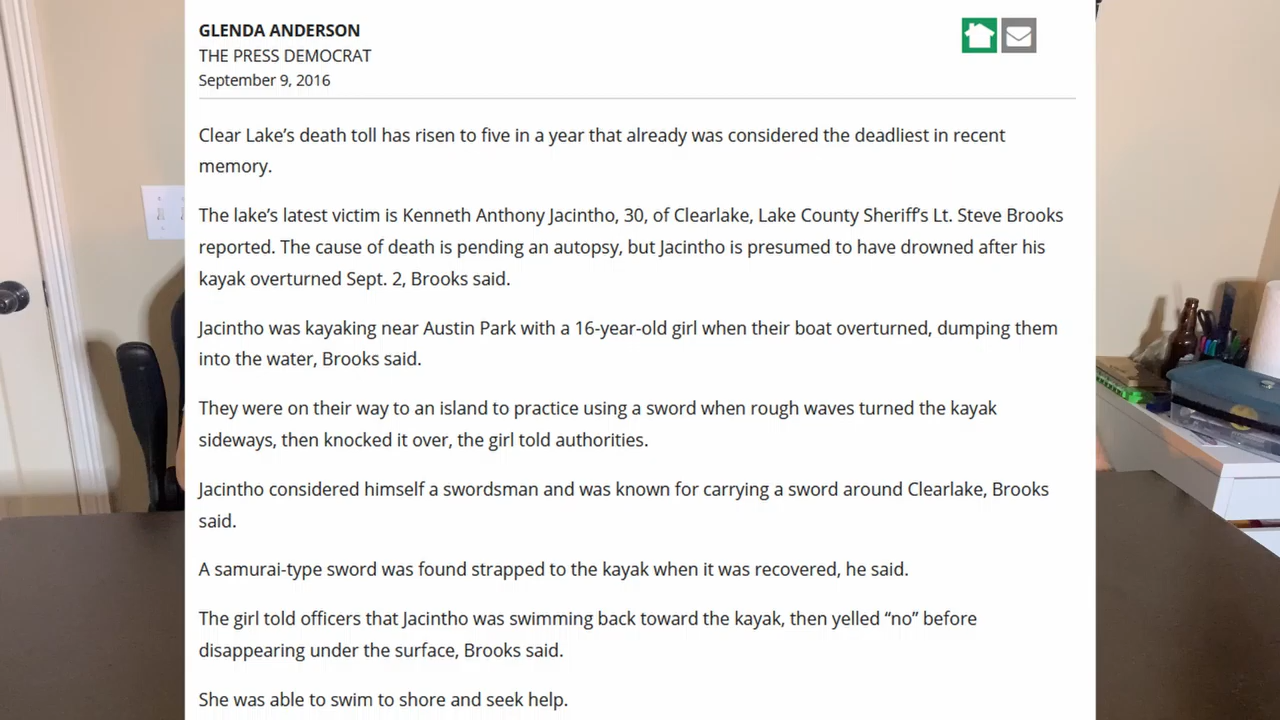 GLENDA ANDERSON
THE PRESS DEMOCRAT
September 9, 2016
Clear Lake’s death toll has risen to five in a year that already was considered the deadliest in recent
memory.
The lake’s latest victim is Kenneth Anthony Jacintho, 30, of Clearlake, Lake County Sheriff’s Lt. Steve Brooks
reported. The cause of death is pending an autopsy, but Jacintho is presumed to have drowned after his
kayak overturned Sept. 2, Brooks said.
Jacintho was kayaking near Austin Park with a 16-year-old girl when their boat overturned, dumping them
into the water, Brooks said.
They were on their way to an island to practice using a sword when rough waves turned the kayak
sideways, then knocked it over, the girl told authorities.
Jacintho considered himself a swordsman and was known for carrying a sword around Clearlake, Brooks
said.
A samurai-type sword was found strapped to the kayak when it was recovered, he said.
The girl told officers that Jacintho was swimming back toward the kayak, then yelled “no” before
disappearing under the surface, Brooks said.
She was able to swim to shore and seek help.